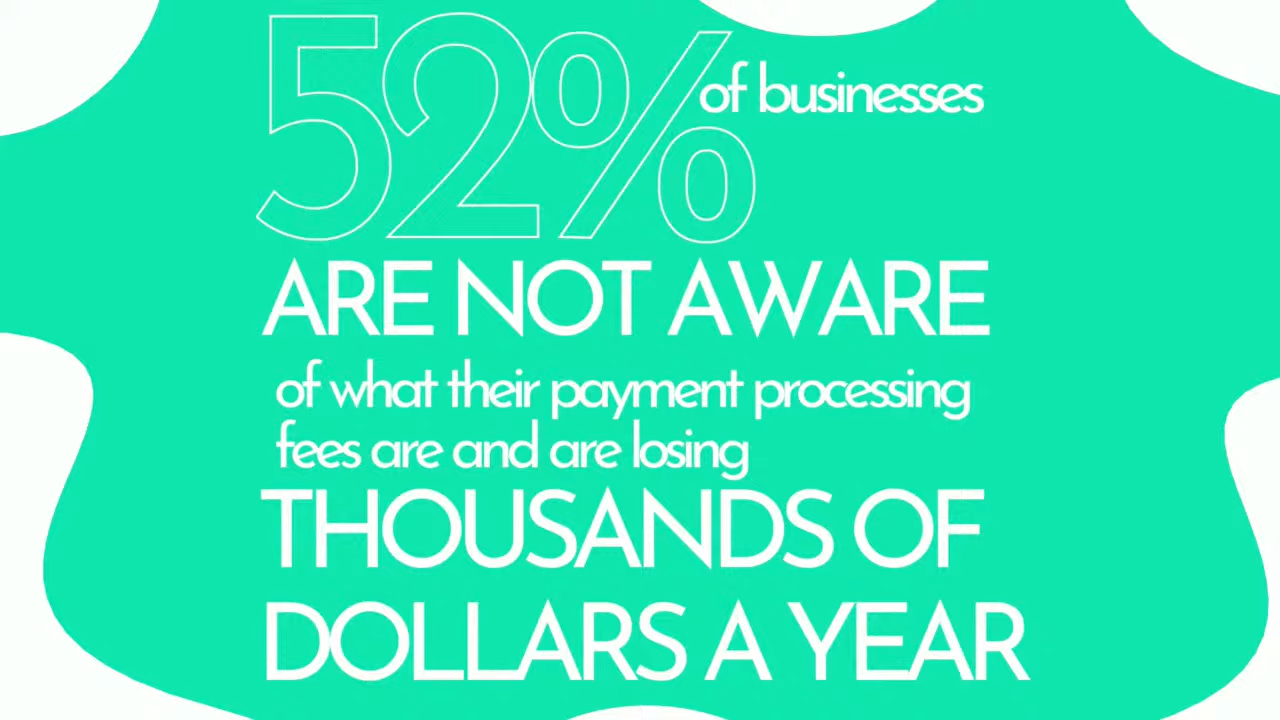 52% of businesses
ARE NOT AWARE
of what their payment processing
fees are and are losing
THOUSANDS OF
DOLLARS A YEAR